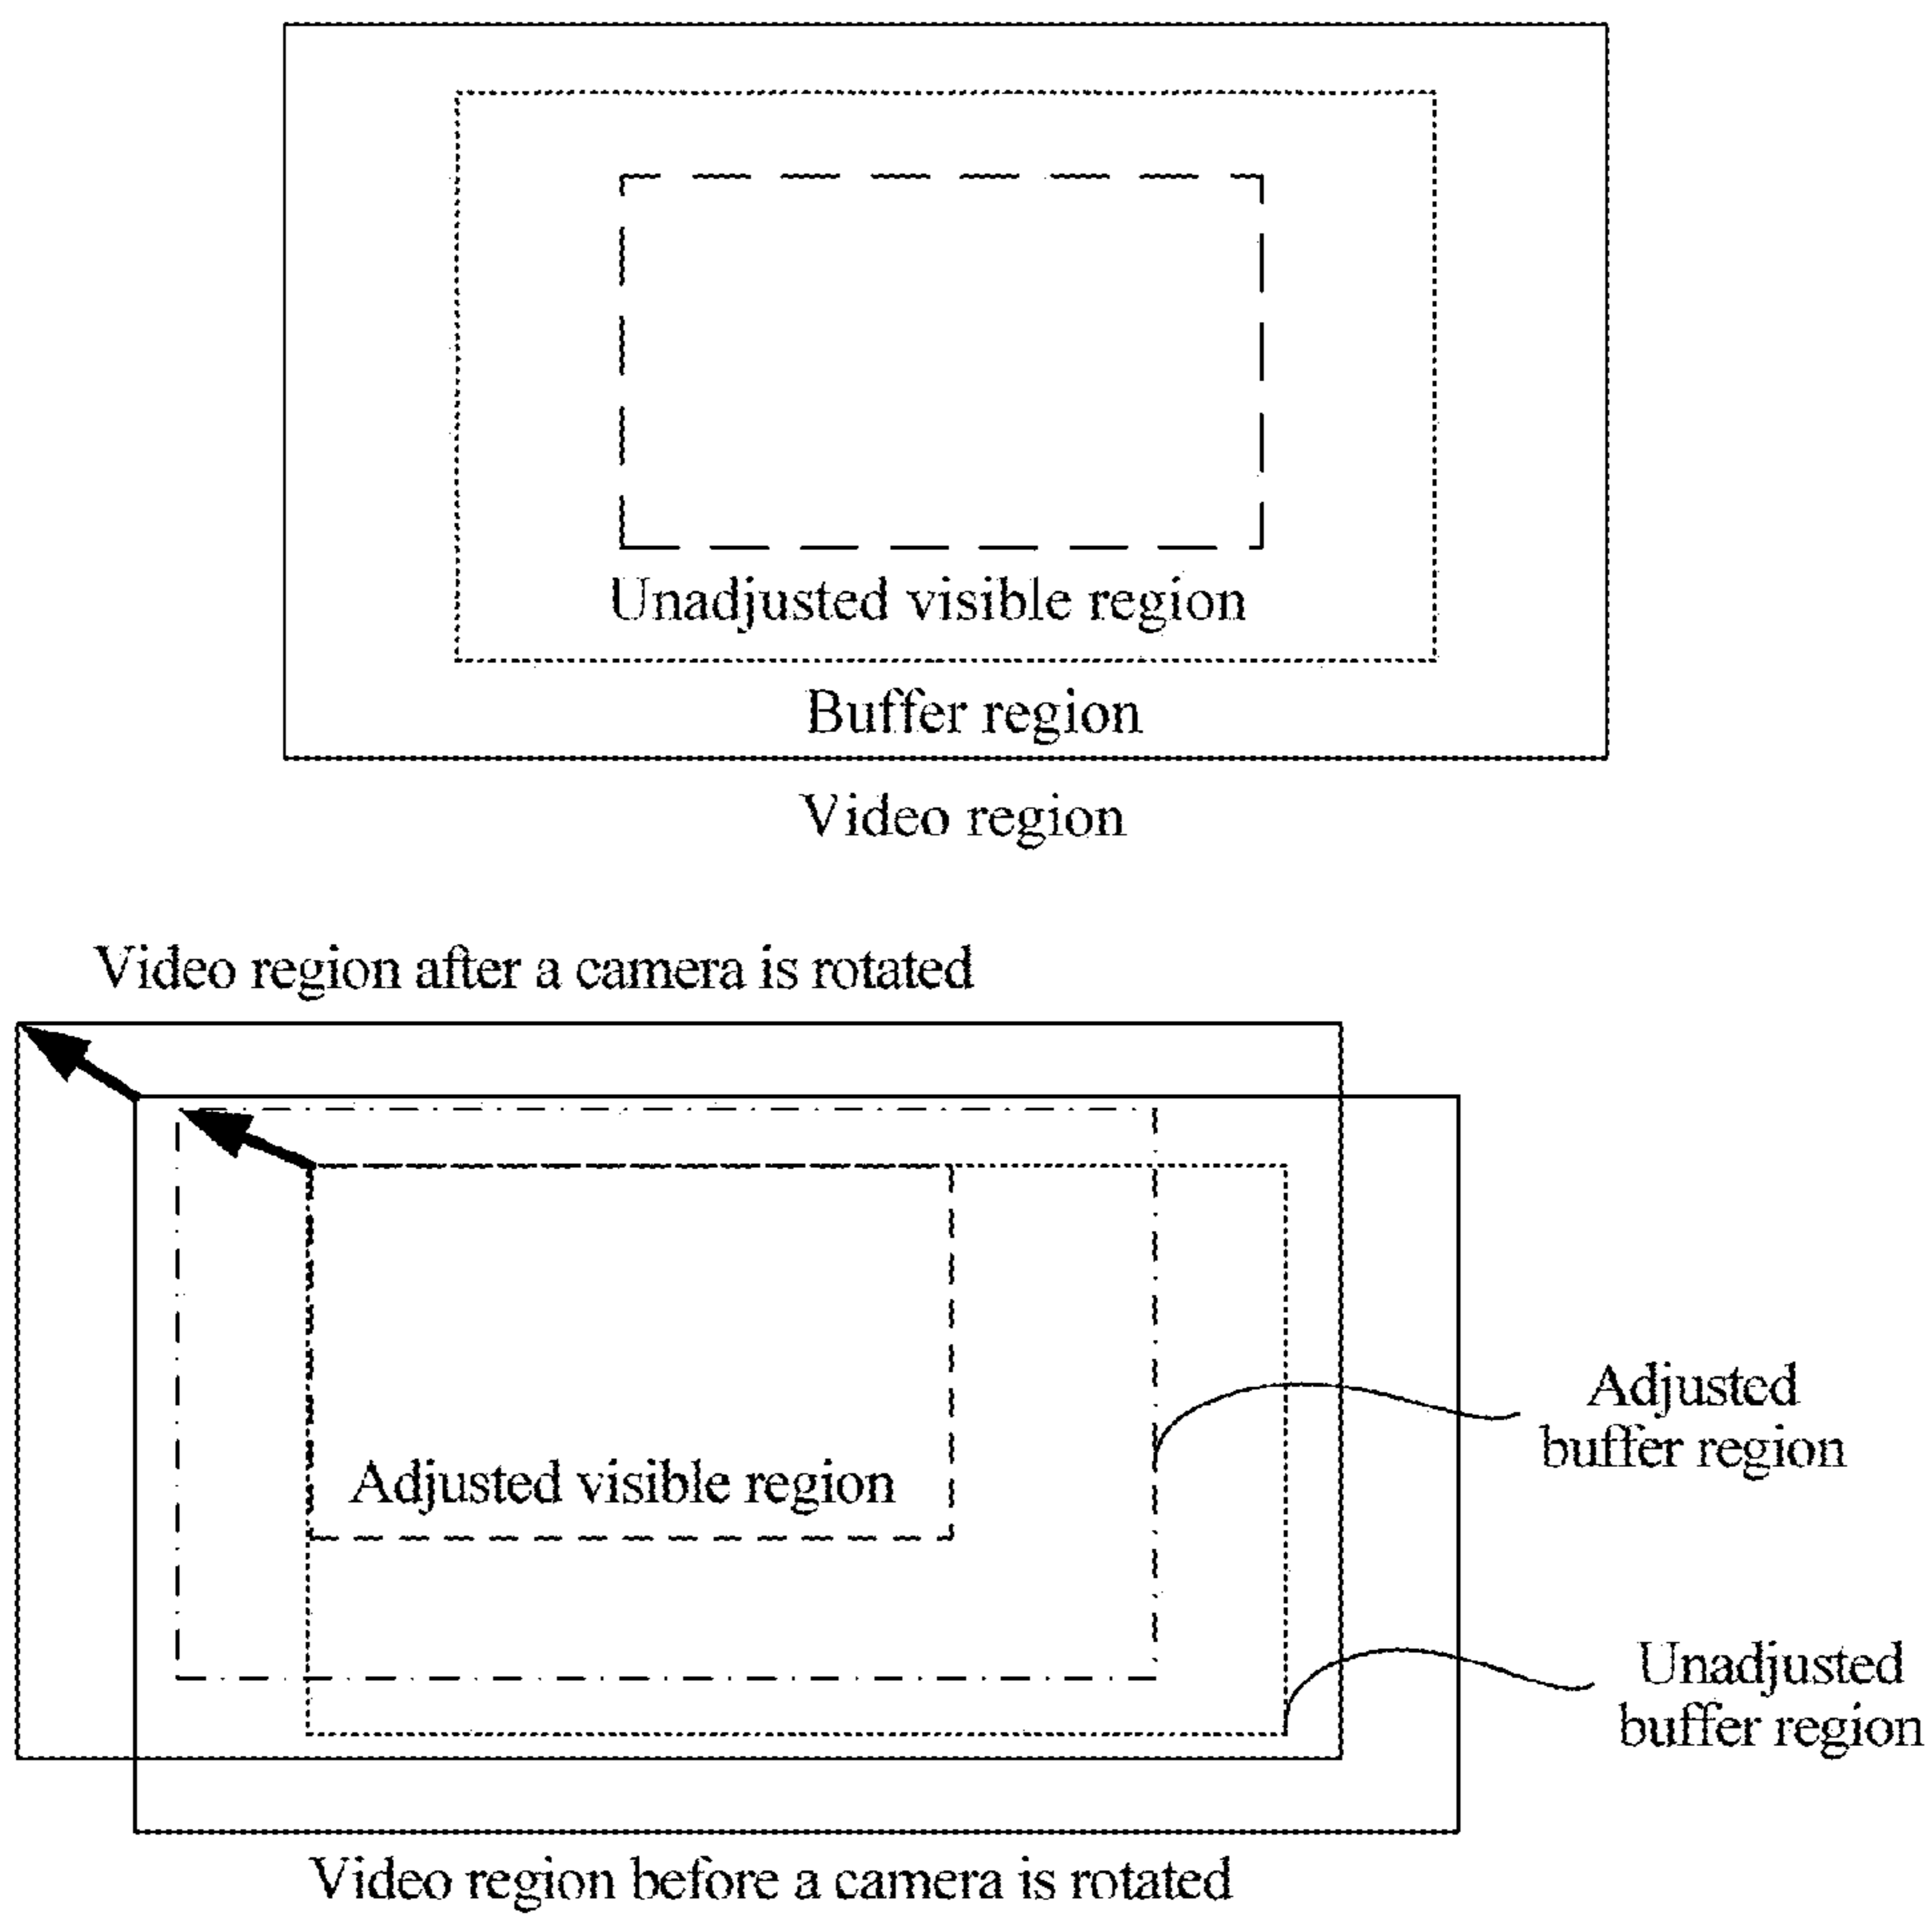 Unadjusted visible region
Buffer region
Video region
Video region after a camera is rotated
Adjusted
buffer region
Adjusted visible region
Unadjusted
buffer region
Video region before a camera is rotated